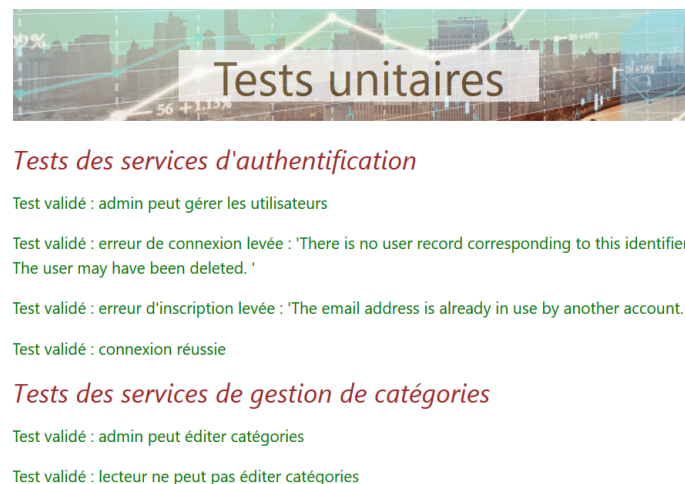 Tests unitaires
56 +1.13%
Tests des services d'authentification
Test validé : admin peut gérer les utilisateurs
Test validé : erreur de connexion levée : 'There is no user record corresponding to this identifier
The user may have been deleted. '
Test validé : erreur d'inscription levée : 'The email address is already in use by another account.
Test validé : connexion réussie
Tests des services de gestion de catégories
Test validé : admin peut éditer catégories
Test validé : lecteur ne peut pas éditer catégories